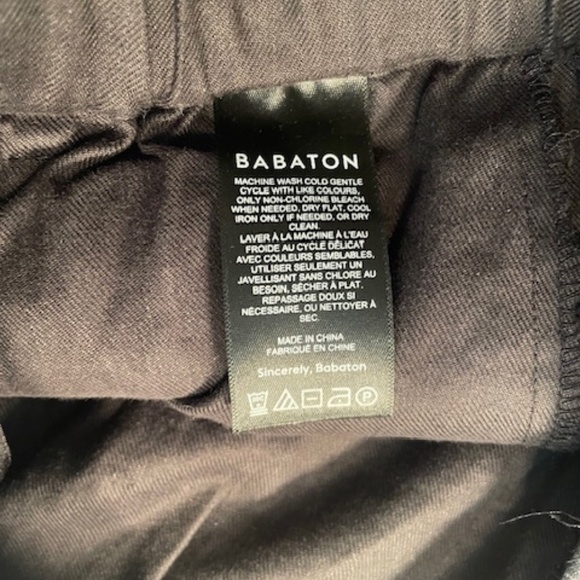 BABATON
MACHINE WASH COLD GENTLE
CYCLE WITH LIKE COLOURS,
ONLY NON-CHLORINE BLEACH
WHEN NEEDED, DRY FLAT, COOL
IRON ONLY IF NEEDED, OR DRY
CLEAN.
LAVER À LA MACHINE À L'EAU
FROIDE AU CYCLE DÉLICAT
AVEC COULEURS SEMBLABLES,
UTILISER SEULEMENT UN
JAVELLISANT SANS CHLORE AU
BESOIN, SÉCHER À PLAT.
REPASSAGE DOUX SI
NÉCESSAIRE, OU NETTOYER À
SEC.
MADE IN CHINA
FABRIQUÉ EN CHINE
Sincerely, Babaton
P